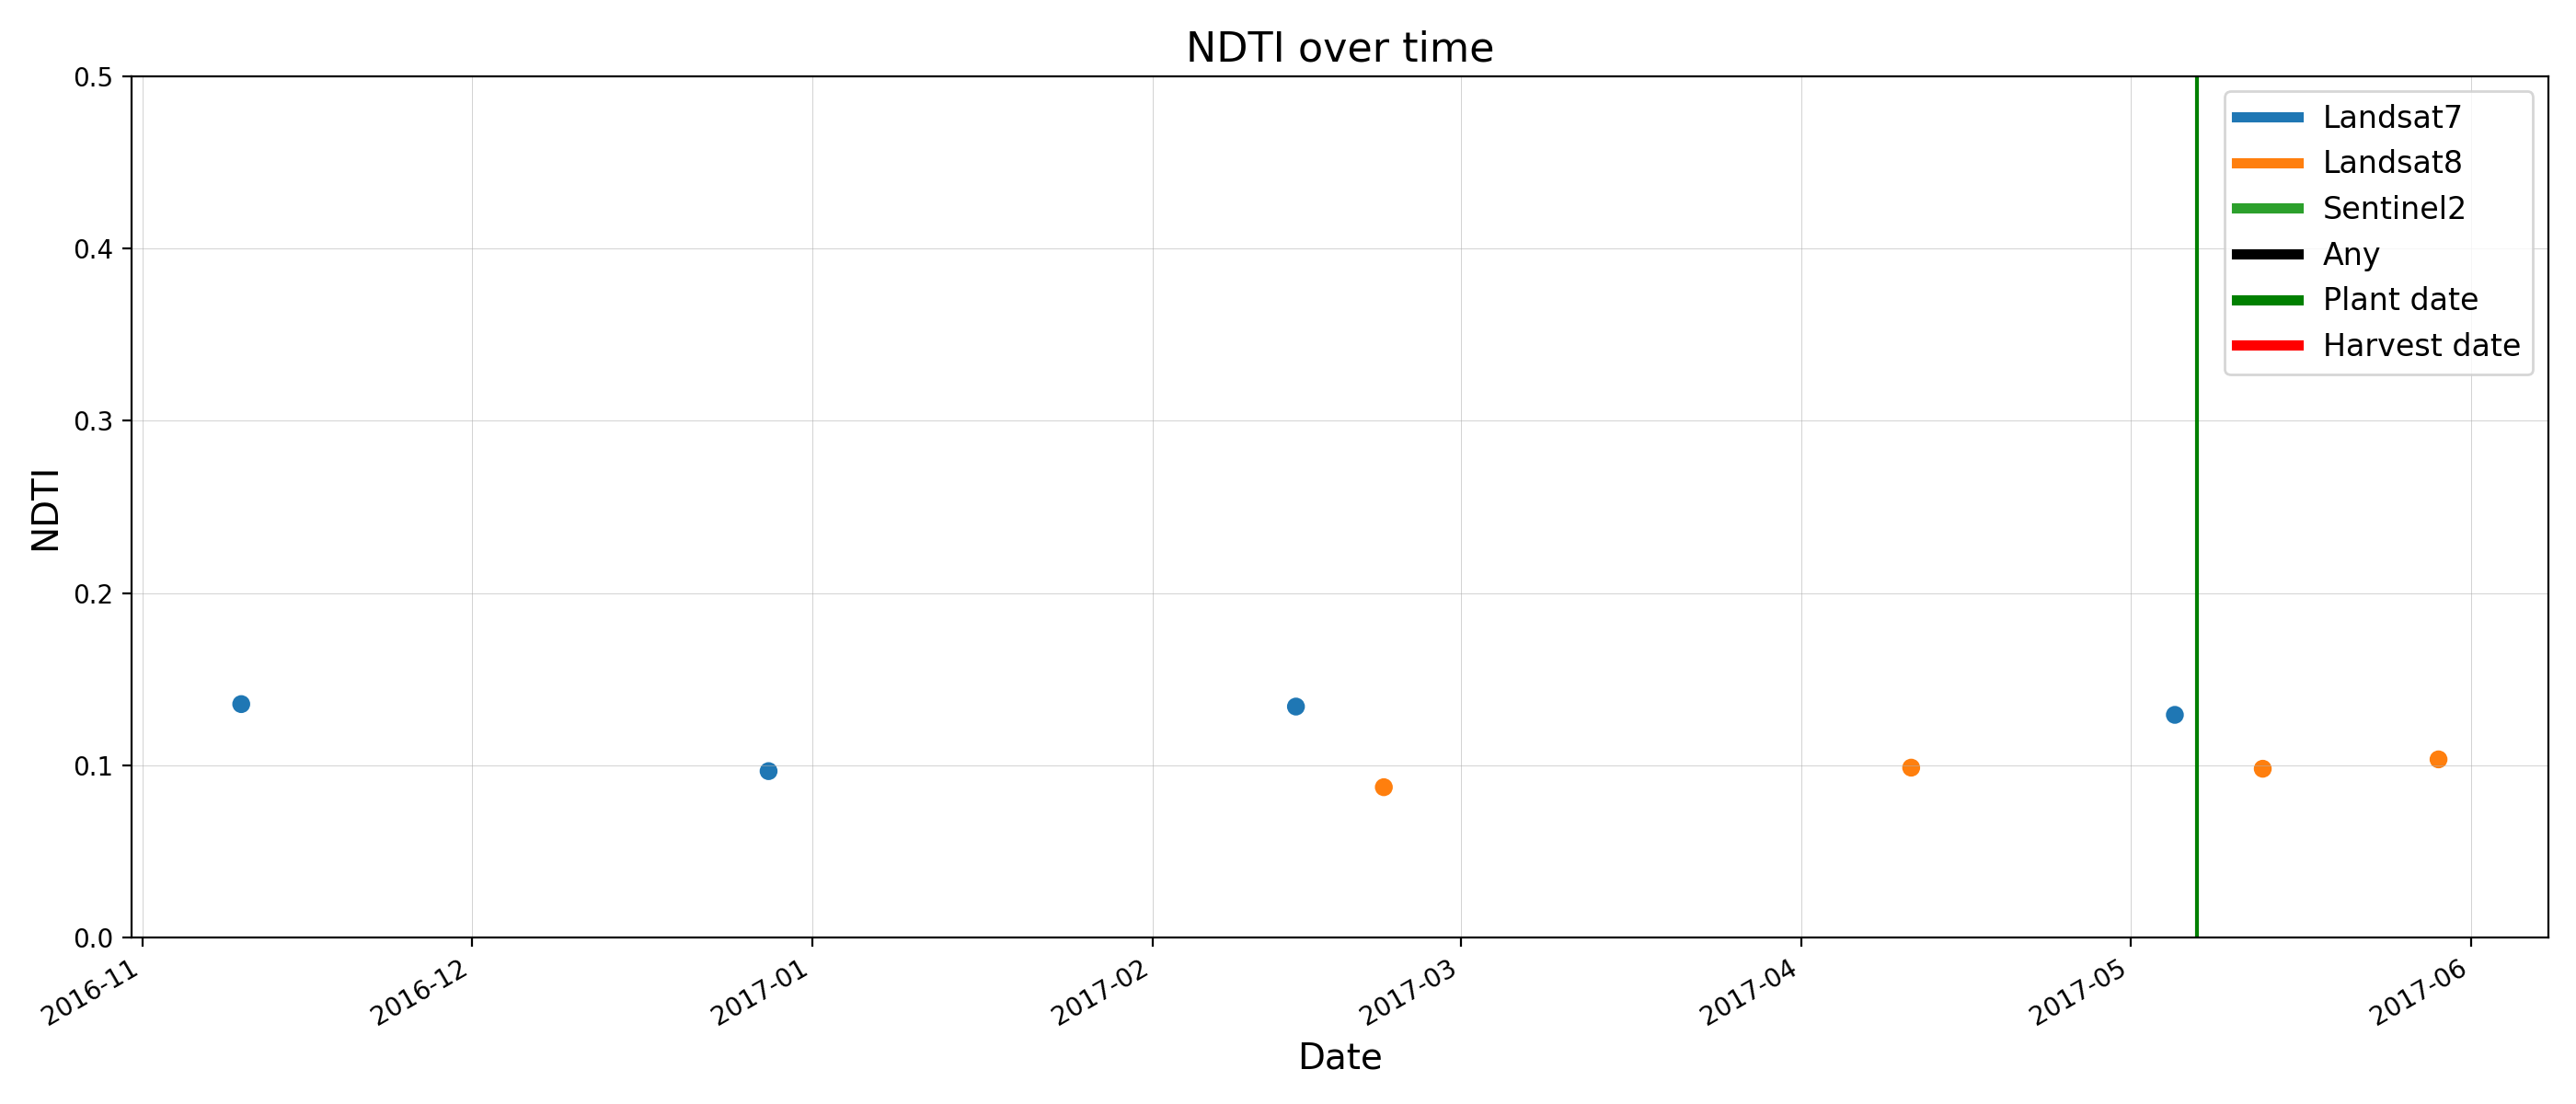 NDTI over time
0.5
0.4
0.3
0.2
0.1
0.0
NDTI
Landsat7
Landsat8
Sentinel2
Any
Plant date
Harvest date
2016-11
2016-12
2017-01
2017-02
2017-03
2017-04
2017-05
2017-06
Date